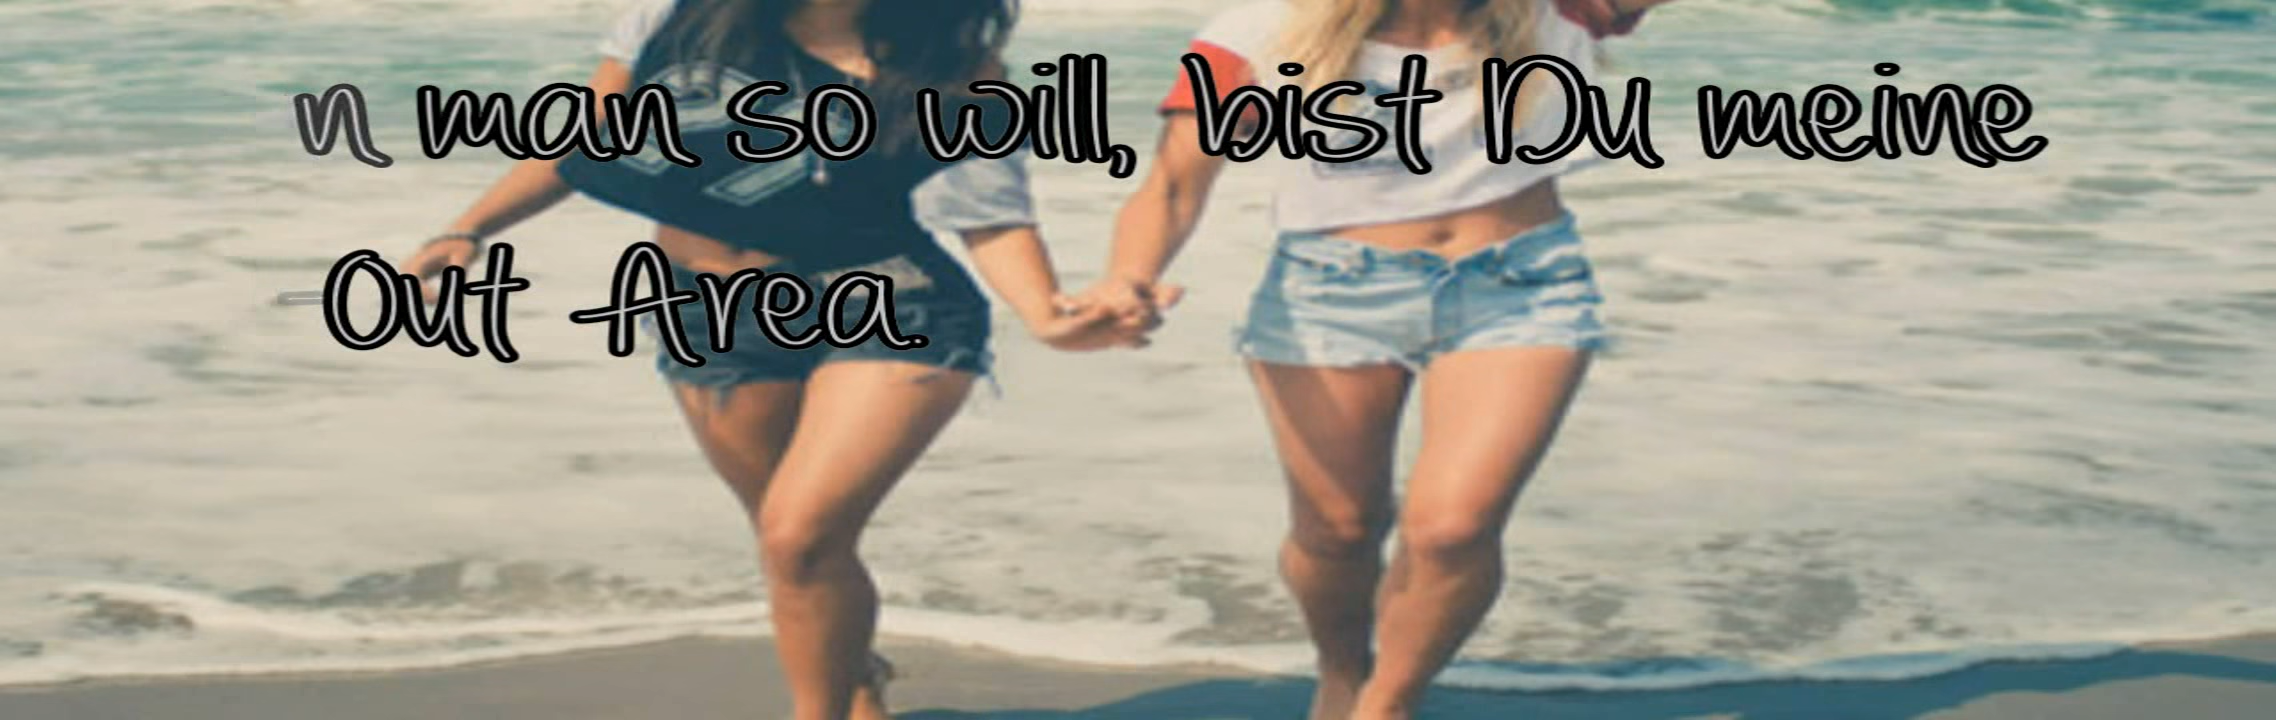 n man so will, bist Du meine
- Out Area.